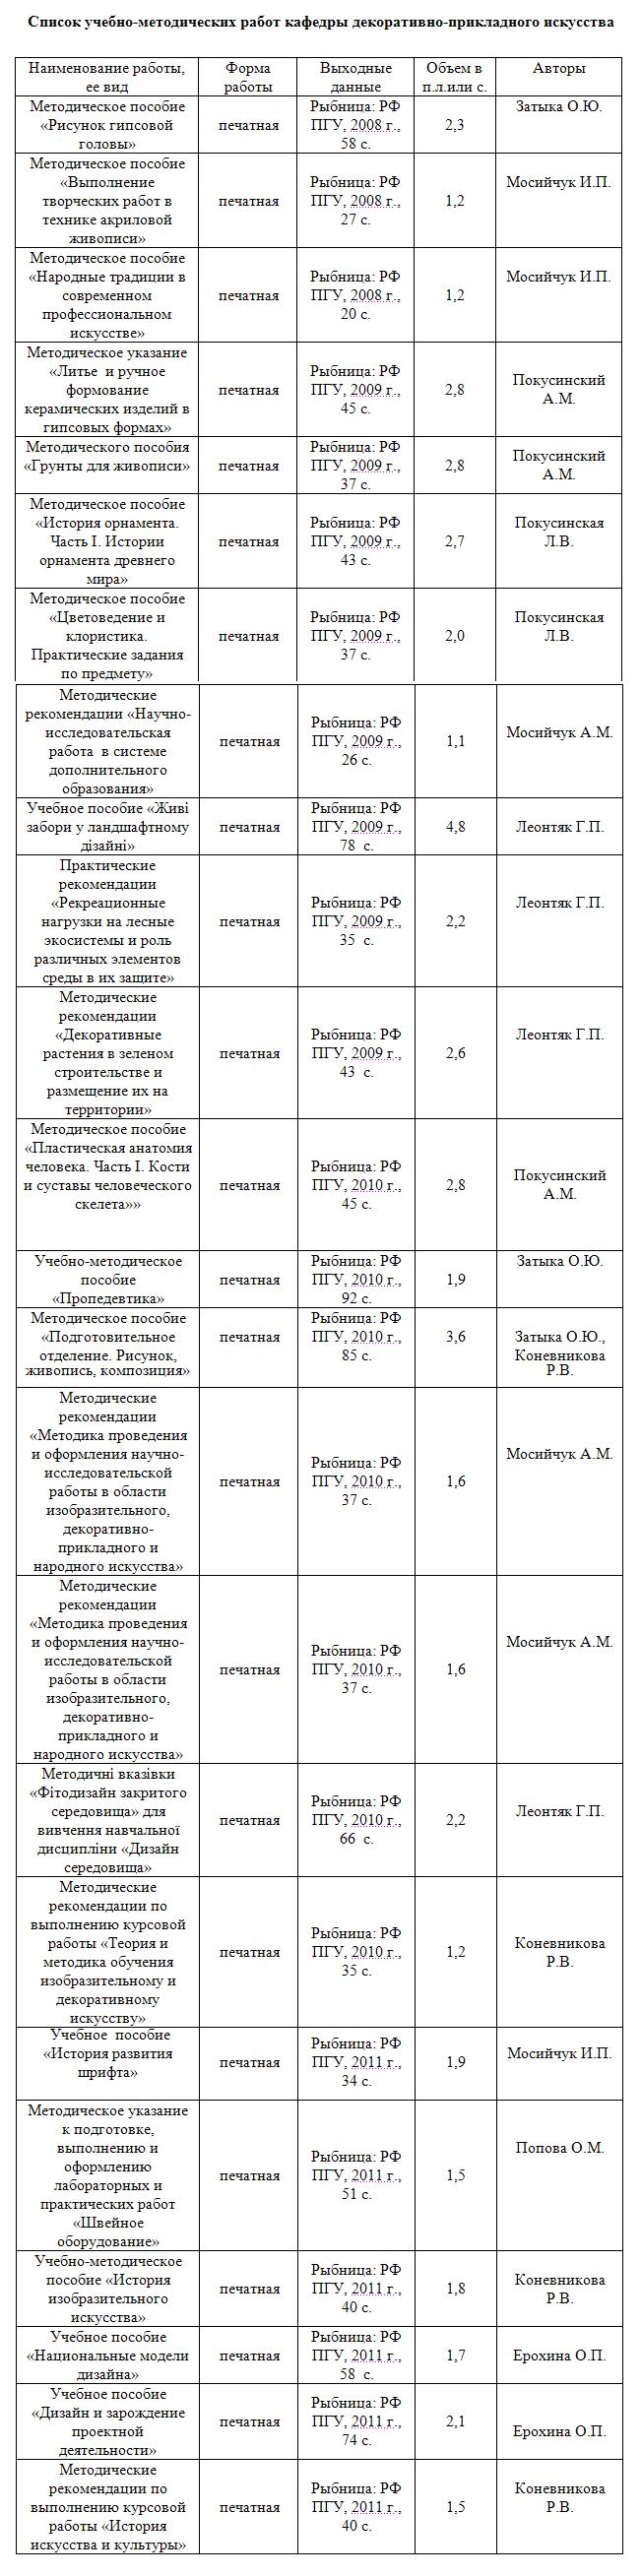 Список учебно-методических работ кафедры декоративно-прикладного искусства
Наименование работы,
ее вид
Форма
работы
Выходные
данные
Объем в
п.л.или с.
Авторы
Методическое пособие
«Рисунок гипсовой
головы»
печатная
Рыбница: РФ
ПГУ, 2008 г.,
58 с.
2,3
Затыка О.Ю.
Методическое пособие
«Выполнение
творческих работ в
технике акриловой
живописи»
печатная
Рыбница: РФ
ПГУ, 2008 г.,
27 с.
1,2
Мосийчук И.П.
Методическое пособие
«Народные традиции в
современном
профессиональном
искусстве»
печатная
Рыбница: РФ
ПГУ, 2008 г.,
20 с.
1,2
Мосийчук И.П.
Методическое указание
«Литье и ручное
формование
керамических изделий в
гипсовых формах»
печатная
Рыбница: РФ
ПГУ, 2009 г.,
45 с.
2,8
Покусинский
А.М.
Методического пособия
«Грунты для живописи»
печатная
Рыбница: РФ
ПГУ, 2009 г.,
37 с.
2,8
Покусинский
А.М.
Методическое пособие
«История орнамента.
Часть I. Истории
орнамента древнего
мира»
печатная
Рыбница: РФ
ПГУ, 2009 г.,
43 с.
2,7
Покусинская
Л.В.
Методическое пособие
«Цветоведение и
клористика.
Практические задания
по предмету»
печатная
Рыбница: РФ
ПГУ, 2009 г.,
37 с.
2,0
Покусинская
Л.В.
Методические
рекомендации «Научно-
исследовательская
работа в системе
дополнительного
образования»
печатная
Рыбница: РФ
ПГУ, 2009 г.,
26 с.
1,1
Мосийчук А.М.
Учебное пособие «Живі
забори у ландшафтному
дізайні»
печатная
Рыбница: РФ
ПГУ, 2009 г.,
78 с.
4,8
Леонтяк Г.П.
Практические
рекомендации
«Рекреационные
нагрузки на лесные
экосистемы и роль
различных элементов
среды в их защите»
печатная
Рыбница: РФ
ПГУ, 2009 г.,
35 с.
2,2
Леонтяк Г.П.
Методические
рекомендации
«Декоративные
растения в зеленом
строительстве и
размещение их на
территории»
печатная
Рыбница: РФ
ПГУ, 2009 г.,
43 с.
2,6
Леонтяк Г.П.
Методическое пособие
«Пластическая анатомия
человека. Часть I. Кости
и суставы человеческого
скелета»»
печатная
Рыбница: РФ
ПГУ, 2010 г.,
45 с.
2,8
Покусинский
А.М.
Учебно-методическое
пособие
«Пропедевтика»
печатная
Рыбница: РФ
ПГУ, 2010 г.,
92 с.
1,9
Затыка О.Ю.
Методическое пособие
«Подготовительное
отделение. Рисунок,
живопись, композиция»
печатная
Рыбница: РФ
ПГУ, 2010 г.,
85 с.
3,6
Затыка О.Ю.,
Коневникова
Р.В.
Методические
рекомендации
«Методика проведения
и оформления научно-
исследовательской
работы в области
изобразительного,
декоративно-
прикладного и
народного искусства»
печатная
Рыбница: РФ
ПГУ, 2010 г.,
37 с.
1,6
Мосийчук А.М.
Методические
рекомендации
«Методика проведения
и оформления научно-
исследовательской
работы в области
изобразительного,
декоративно-
прикладного и
народного искусства»
печатная
Рыбница: РФ
ПГУ, 2010 г.,
37 с.
1,6
Мосийчук А.М.
Методичні вказівки
«Фітодизайн закритого
середовища» для
вивчення навчальної
дисципліни «Дизайн
середовища»
печатная
Рыбница: РФ
ПГУ, 2010 г.,
66 с.
2,2
Леонтяк Г.П.
Методические
рекомендации по
выполнению курсовой
работы «Теория и
методика обучения
изобразительному и
декоративному
искусству»
печатная
Рыбница: РФ
ПГУ, 2010 г.,
35 с.
1,2
Коневникова
Р.В.
Учебное пособие
«История развития
шрифта»
печатная
Рыбница: РФ
ПГУ, 2011 г.,
34 с.
1,9
Мосийчук И.П.
Методическое указание
к подготовке,
выполнению и
оформлению
лабораторных и
практических работ
«Швейное
оборудование»
печатная
Рыбница: РФ
ПГУ, 2011 г.,
51 с.
1,5
Попова О.М.
Учебно-методическое
пособие «История
изобразительного
искусства»
печатная
Рыбница: РФ
ПГУ, 2011 г.,
40 с.
1,8
Коневникова
Р.В.
Учебное пособие
«Национальные модели
дизайна»
печатная
Рыбница: РФ
ПГУ, 2011 г.,
58 с.
1,7
Ерохина О.П.
Учебное пособие
«Дизайн и зарождение
проектной
деятельности»
печатная
Рыбница: РФ
ПГУ, 2011 г.,
74 с.
2,1
Ерохина О.П.
Методические
рекомендации по
выполнению курсовой
работы «История
искусства и культуры»
печатная
Рыбница: РФ
ПГУ, 2011 г.,
40 с.
1,5
Коневникова
Р.В.